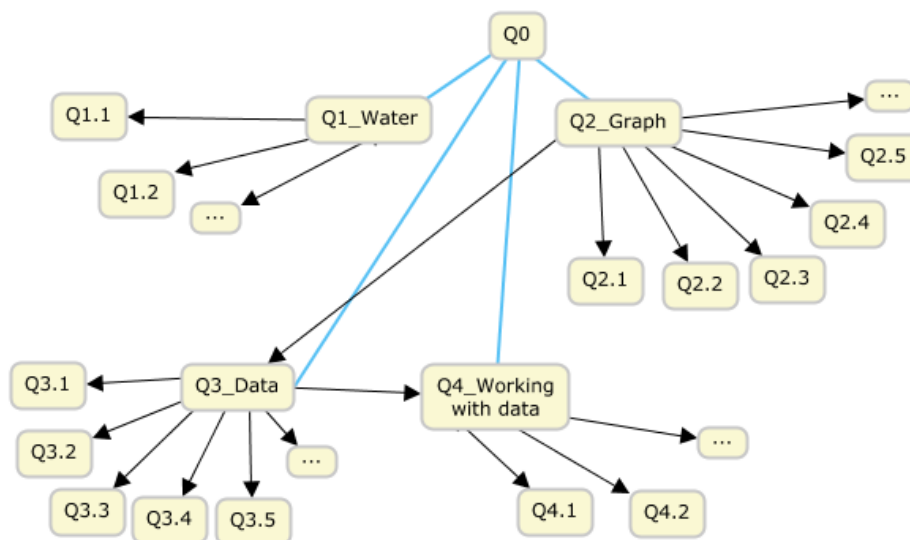 Q0
Q1_Water
Q2_Graph
...
Q1.1
Q1.2
...
Q2.5
Q2.4
Q2.1
Q2.2
Q2.3
Q3_Data
Q4_Working
with data
Q3.1
Q3.2
Q3.3
Q3.4
Q3.5
...
...
Q4.1
Q4.2